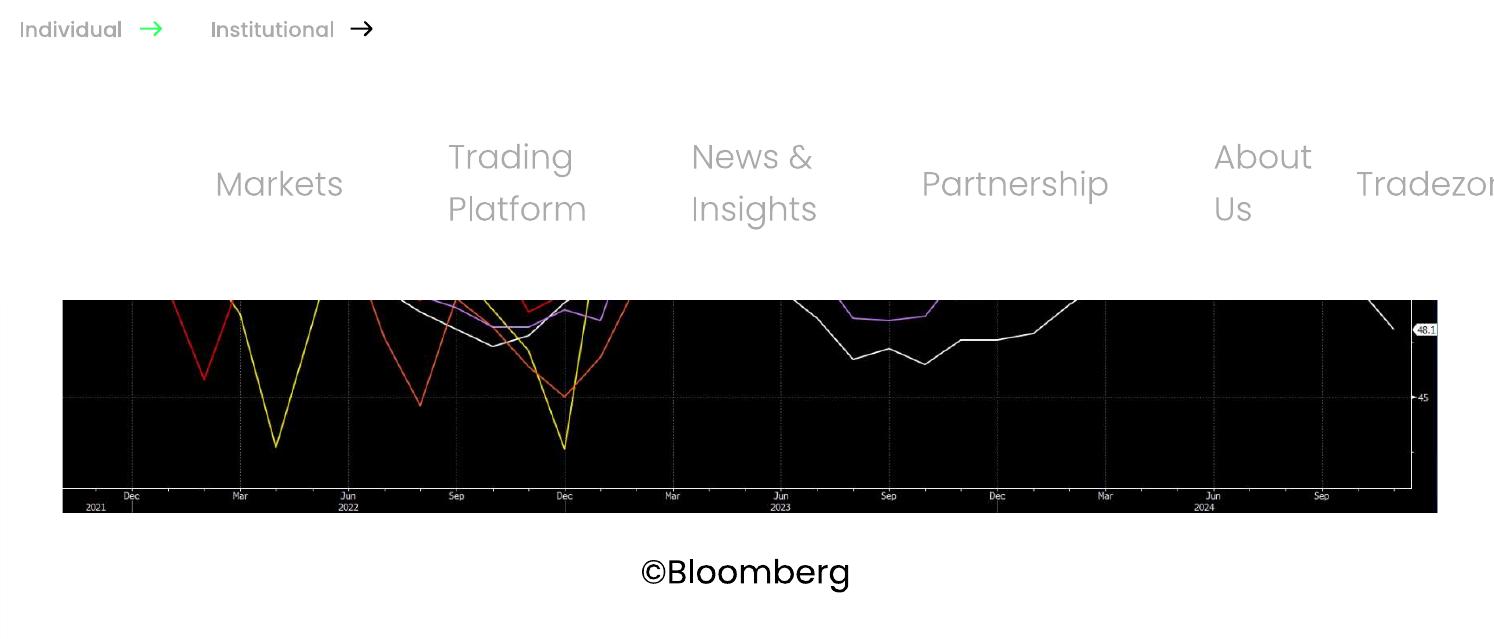 Individual → Institutional →
Markets
Trading
Platform
News &
Insights
Partnership
About
Us
Tradezor
48.1
45
Dec Mar Jun Sep Dec Mar Jun Sep Dec Mar Jun Sep
2021 2022 2023 2024
©Bloomberg